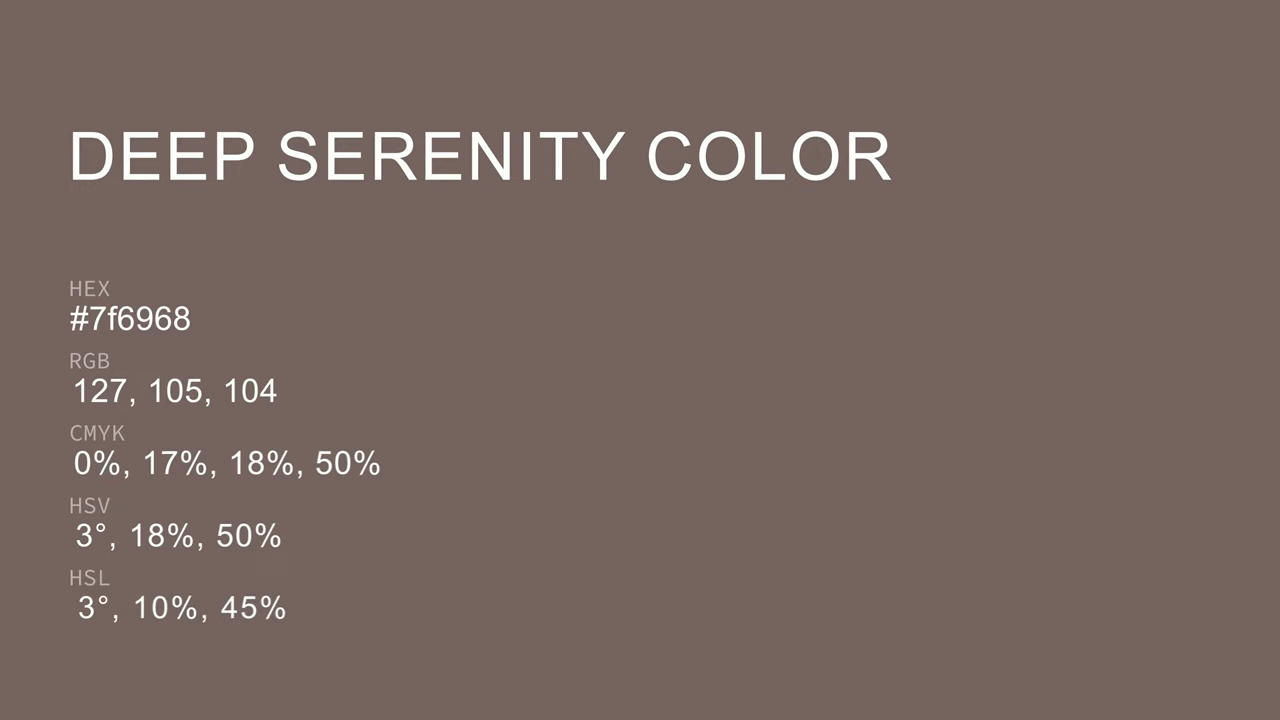 DEEP SERENITY COLOR
HEX
#7f6968
RGB
127, 105, 104
CMYK
0%, 17%, 18%, 50%
HSV
3°, 18%, 50%
HSL
3°, 10%, 45%